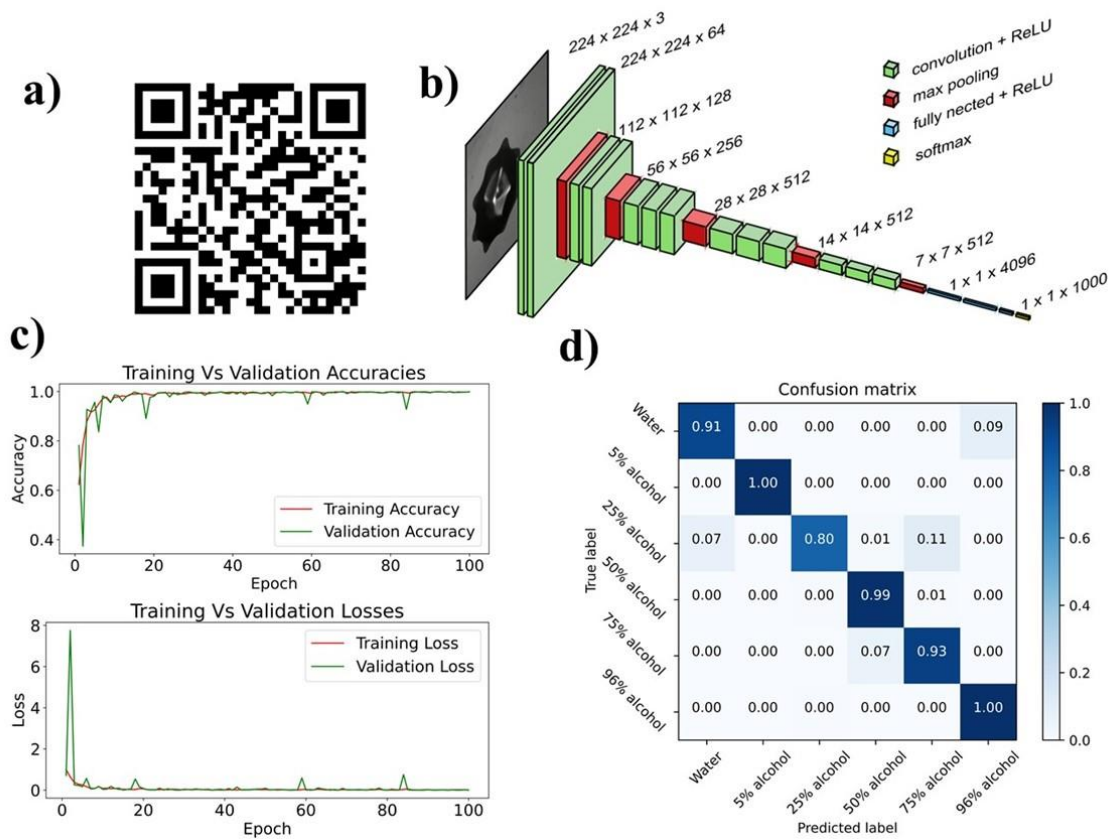 a)
b)
224 x 224 x 3
224 x 224 x 64
112 x 112 x 128
56 x 56 x 256
28 x 28 x 512
14 x 14 x 512
7 x 7 x 512
1 x 1 x 4096
1 x 1 x 1000
convolution + ReLU
max pooling
fully nected + ReLU
softmax
c)
Training Vs Validation Accuracies
1.0
0.8
0.6
0.4
Accuracy
Training Accuracy
Validation Accuracy
0
20
40
60
80
100
Epoch
Training Vs Validation Losses
8
6
4
2
0
Loss
Training Loss
Validation Loss
0
20
40
60
80
100
Epoch
d)
Confusion matrix
True label
Water
5% alcohol
25% alcohol
50% alcohol
75% alcohol
96% alcohol
0.91 0.00 0.00 0.00 0.00 0.09
0.00 1.00 0.00 0.00 0.00 0.00
0.07 0.00 0.80 0.01 0.11 0.00
0.00 0.00 0.00 0.99 0.01 0.00
0.00 0.00 0.00 0.07 0.93 0.00
0.00 0.00 0.00 0.00 0.00 1.00
Water
5% alcohol
25% alcohol
50% alcohol
75% alcohol
96% alcohol
Predicted label
1.0
0.8
0.6
0.4
0.2
0.0